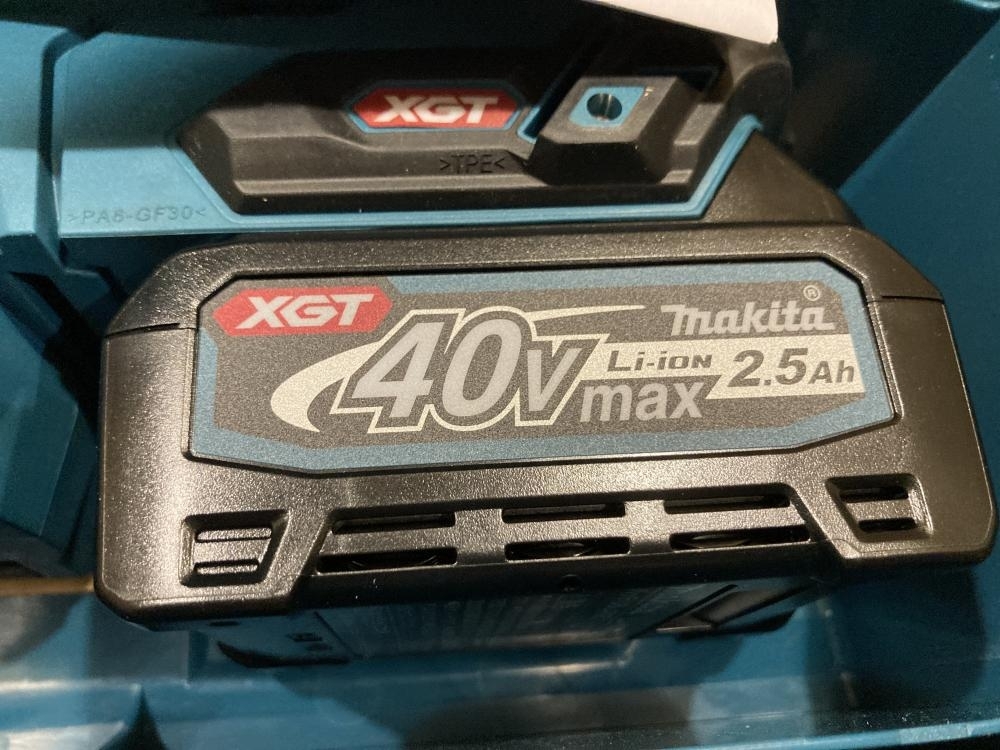 XGT
>TPE<
>PA6-GF30<
XGT
40v max
Li-ion
makita®
2.5Ah